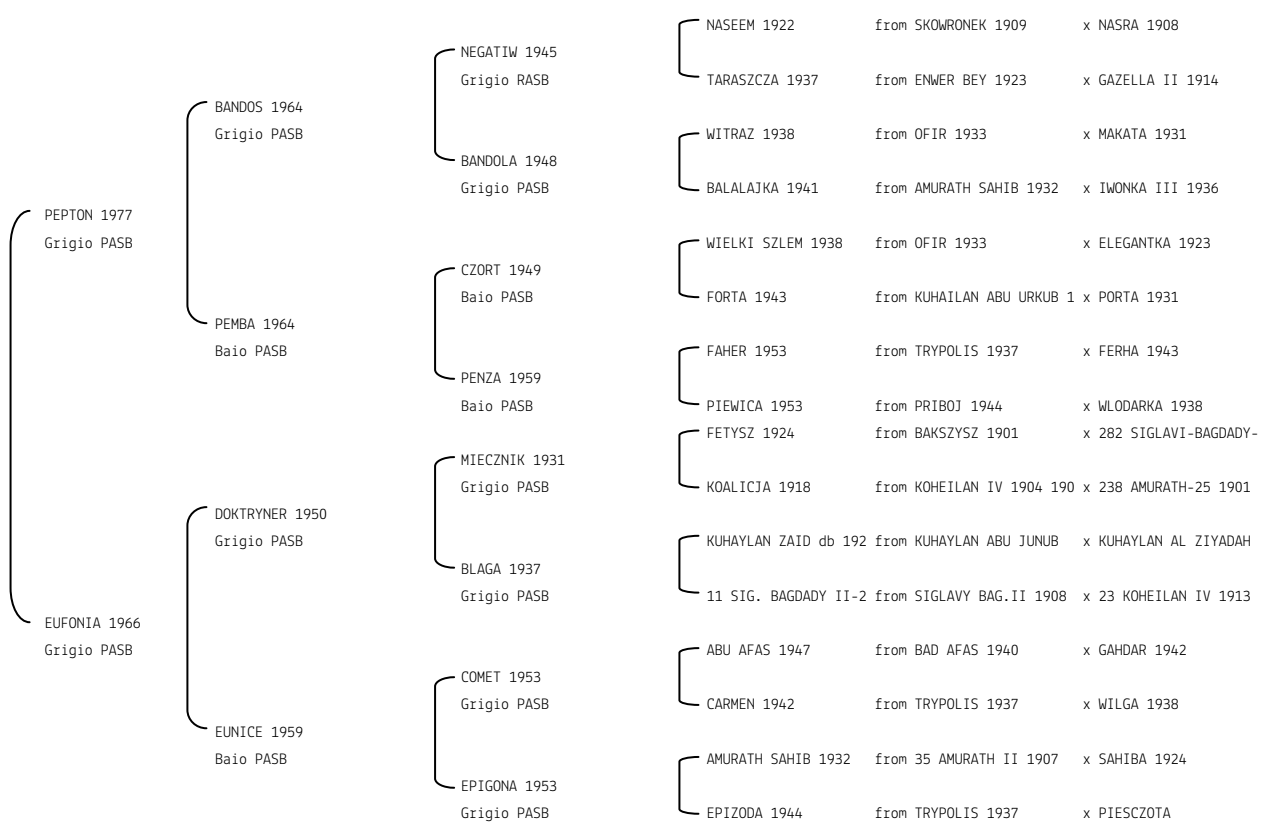 NASEEM 1922 from SKOWRONEK 1909 x NASRA 1908
NEGATIW 1945
Grigio RASB TARASZCZA 1937 from ENWER BEY 1923 x GAZELLA II 1914
BANDOS 1964
Grigio PASB WITRAZ 1938 from OFIR 1933 x MAKATA 1931
BANDOLA 1948
Grigio PASB BALALAJKA 1941 from AMURATH SAHIB 1932 x IWONKA III 1936
PEPTON 1977
Grigio PASB WIELKI SZLEM 1938 from OFIR 1933 x ELEGANTKA 1923
CZORT 1949
Baio PASB FORTA 1943 from KUHAILAN ABU URKUB 1 x PORTA 1931
PEMBA 1964
Baio PASB FAHER 1953 from TRYPOLIS 1937 x FERHA 1943
PENZA 1959
Baio PASB PIEWICA 1953 from PRIBOJ 1944 x WLODARKA 1938
FETYSZ 1924 from BAKSZYSZ 1901 x 282 SIGLAVI-BAGDADY-
MIECZNIK 1931
Grigio PASB KOALICJA 1918 from KOHEILAN IV 1904 190 x 238 AMURATH-25 1901
DOKTRYNER 1950
Grigio PASB KUHAYLAN ZAID db 192 from KUHAYLAN ABU JUNUB x KUHAYLAN AL ZIYADAH
BLAGA 1937
Grigio PASB 11 SIG. BAGDADY II-2 from SIGLAVY BAG.II 1908 x 23 KOHEILAN IV 1913
EUFONIA 1966
Grigio PASB ABU AFAS 1947 from BAD AFAS 1940 x GAHDAR 1942
COMET 1953
Grigio PASB CARMEN 1942 from TRYPOLIS 1937 x WILGA 1938
EUNICE 1959
Baio PASB AMURATH SAHIB 1932 from 35 AMURATH II 1907 x SAHIBA 1924
EPIGONA 1953
Grigio PASB EPIZODA 1944 from TRYPOLIS 1937 x PIESCZOTA